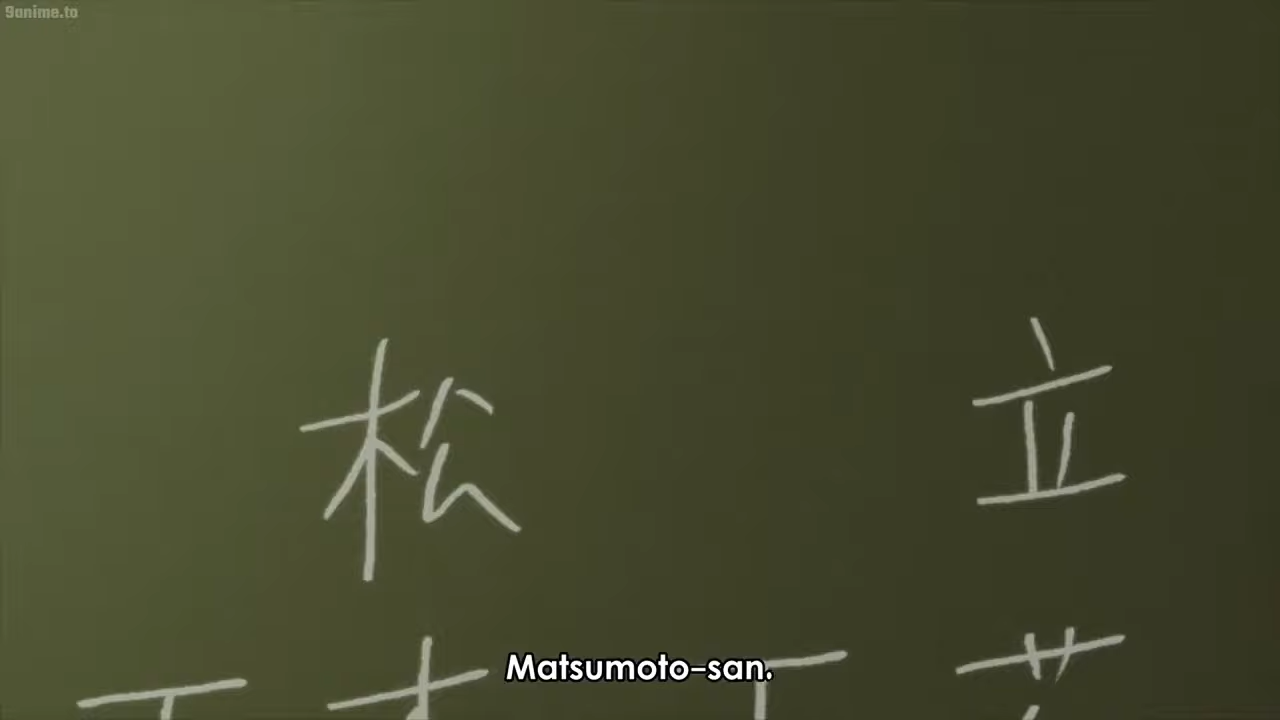 9anime.to
立
松
Matsumoto-san.